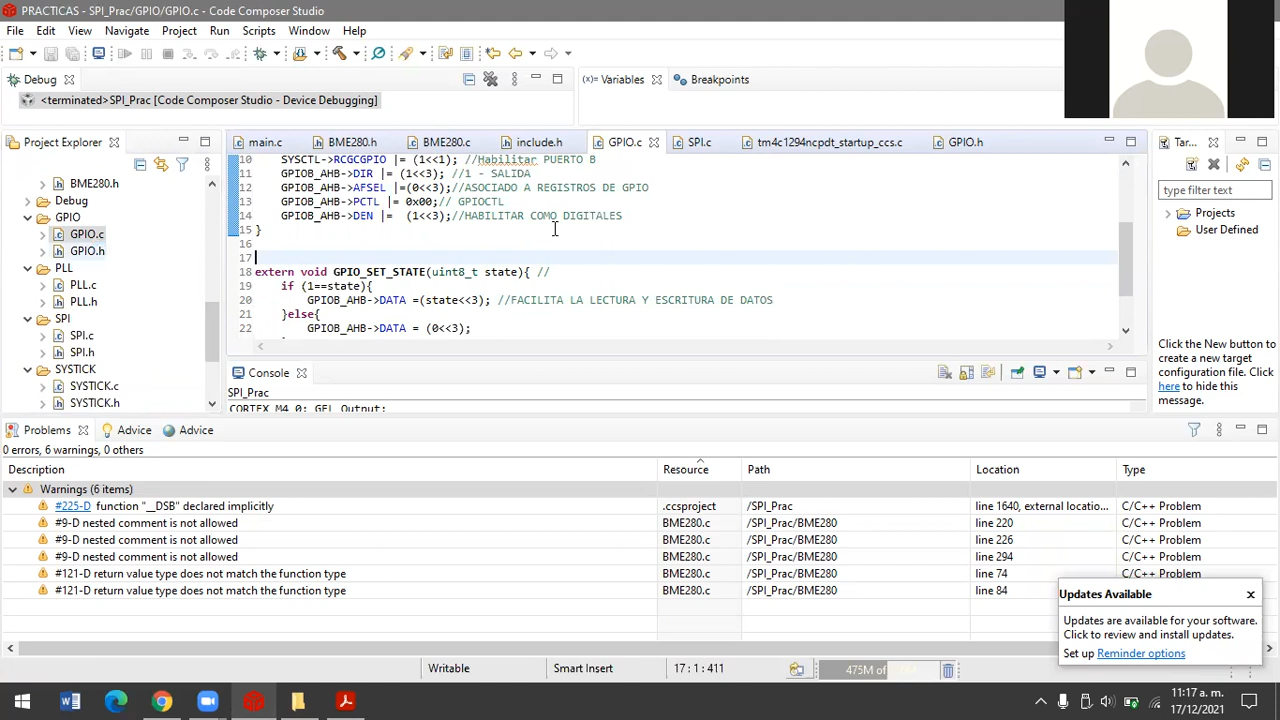 PRACTICAS - SPI_Prac/GPIO/GPIO.c - Code Composer Studio
File Edit View Navigate Project Run Scripts Window Help
Debug
(x)= Variables
Breakpoints
<terminated>SPI_Prac [Code Composer Studio - Device Debugging]
Project Explorer
main.c
BME280.h
BME280.c
include.h
GPIO.c
SPI.c
tm4c1294ncpdt_startup_ccs.c
GPIO.h
Tar...
BME280.h
Debug
GPIO
GPIO.c
GPIO.h
PLL
PLL.c
PLL.h
SPI
SPI.c
SPI.h
SYSTICK
SYSTICK.c
SYSTICK.h
10 SYSCTL->RCGCGPIO |= (1<<1); //Habilitar PUERTO B
11 GPIOB_AHB->DIR |= (1<<3); //1 - SALIDA
12 GPIOB_AHB->AFSEL |=(0<<3);//ASOCIADO A REGISTROS DE GPIO
13 GPIOB_AHB->PCTL |= 0x00;// GPIOCTL
14 GPIOB_AHB->DEN |= (1<<3);//HABILITAR COMO DIGITALES
15 }
16
17
18 extern void GPIO_SET_STATE(uint8_t state){ //
19 if (1==state){
20 GPIOB_AHB->DATA =(state<<3); //FACILITA LA LECTURA Y ESCRITURA DE DATOS
21 }else{
22 GPIOB_AHB->DATA = (0<<3);
type filter text
Projects
User Defined
Click the New button to
create a new target
configuration file. Click
here to hide this
message.
Console
SPI_Prac
CORTEX_M4_0: GEL Output:
Problems
Advice
Advice
0 errors, 6 warnings, 0 others
Description Resource Path Location Type
Warnings (6 items)
#225-D function "__DSB" declared implicitly .ccsproject /SPI_Prac line 1640, external locatio... C/C++ Problem
#9-D nested comment is not allowed BME280.c /SPI_Prac/BME280 line 220 C/C++ Problem
#9-D nested comment is not allowed BME280.c /SPI_Prac/BME280 line 226 C/C++ Problem
#9-D nested comment is not allowed BME280.c /SPI_Prac/BME280 line 294 C/C++ Problem
#121-D return value type does not match the function type BME280.c /SPI_Prac/BME280 line 74 C/C++ Problem
#121-D return value type does not match the function type BME280.c /SPI_Prac/BME280 line 84 C/C++ Problem
Updates Available
Updates are available for your software.
Click to review and install updates.
Set up Reminder options
Writable
Smart Insert
17 : 1 : 411
475M of
11:17 a. m.
17/12/2021